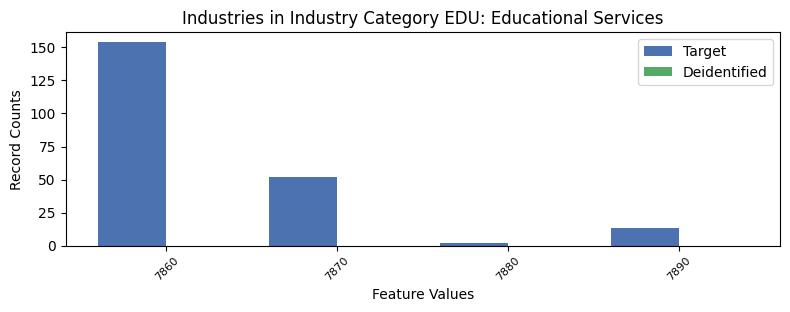 Industries in Industry Category EDU: Educational Services
Target
Deidentified
Record Counts
150
125
100
75
50
25
0
7860
7870
7880
7890
Feature Values